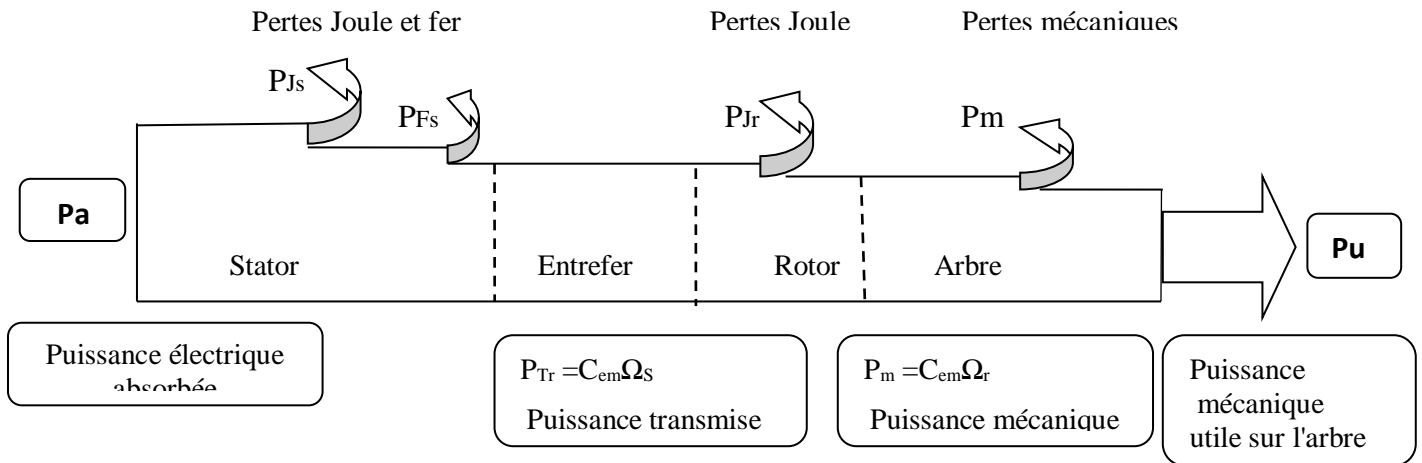 Pertes Joule et fer
Pertes Joule
Pertes mécaniques
PJs
PFs
PJr
Pm
Pa
Stator
Entrefer
Rotor
Arbre
Pu
Puissance électrique
absorbée
PTr =CemΩS
Puissance transmise
Pm =CemΩr
Puissance mécanique
Puissance
mécanique
utile sur l'arbre